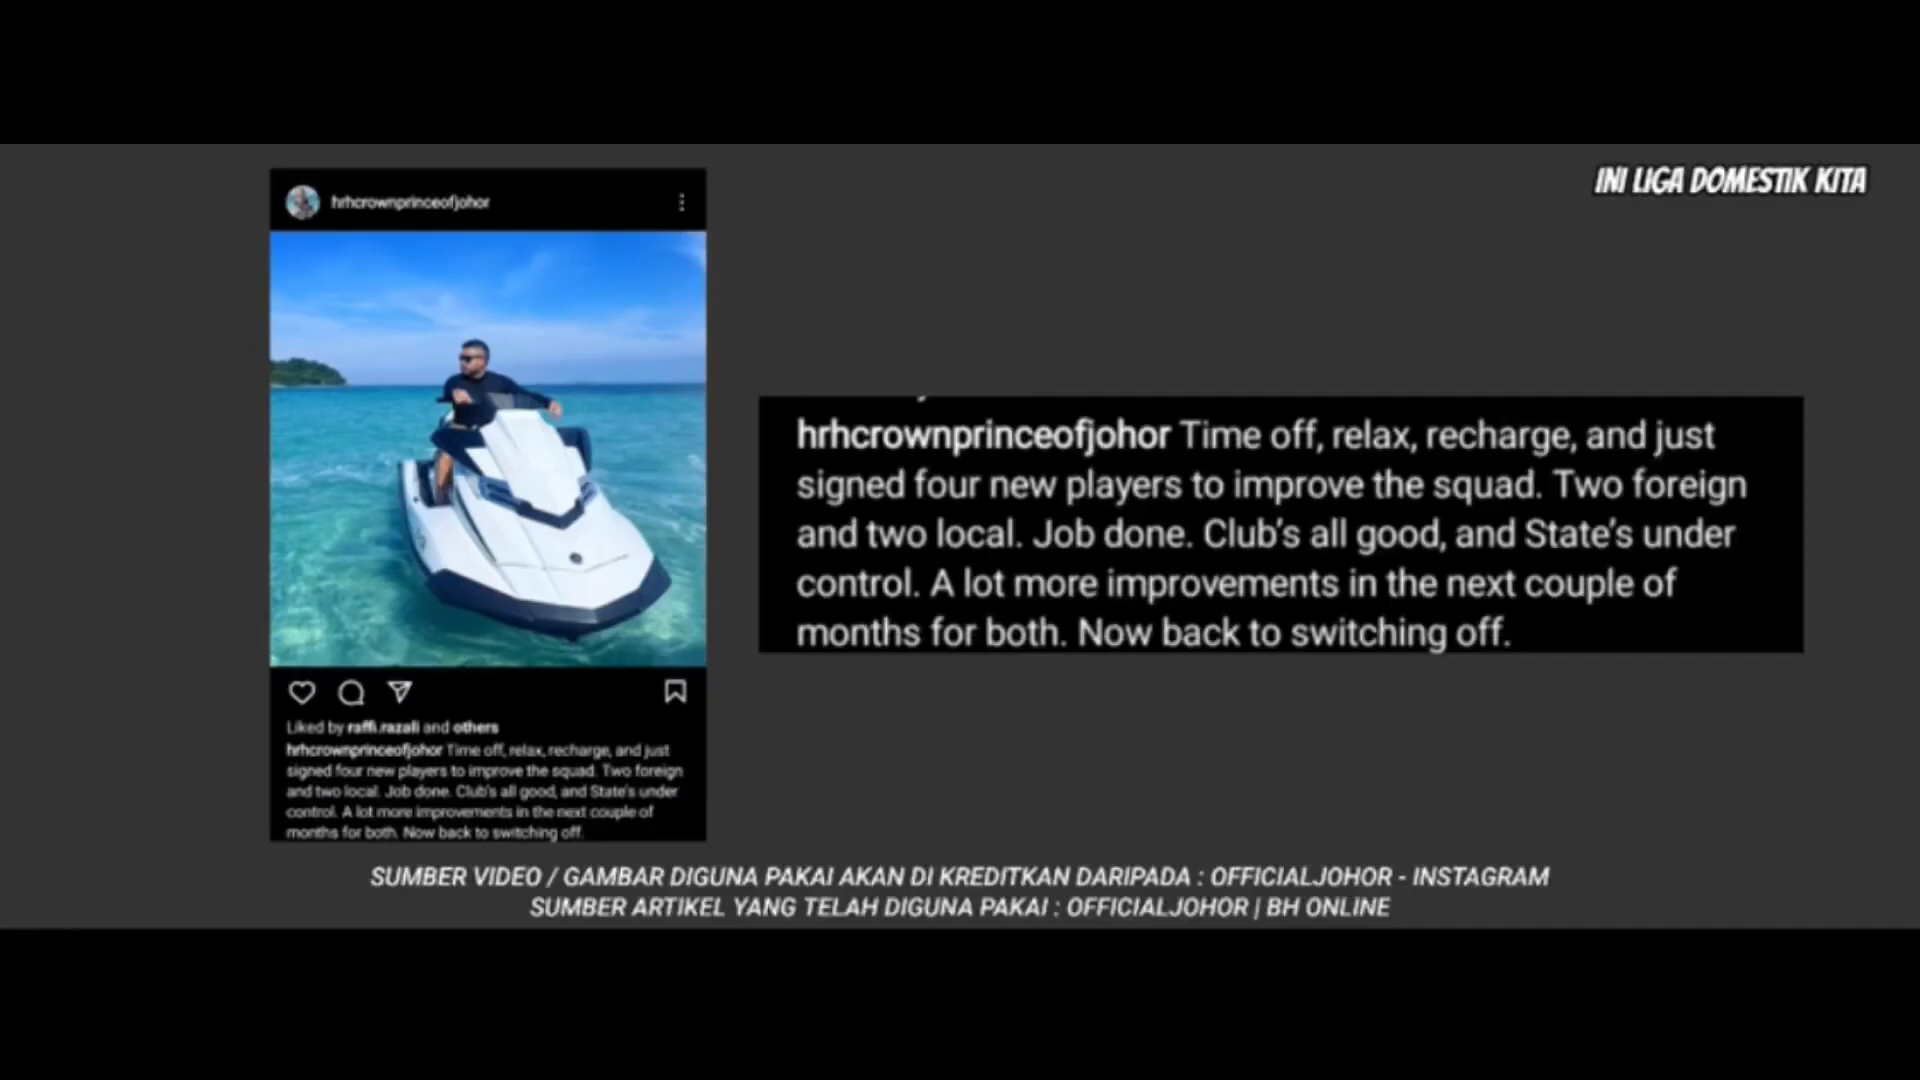 INI LIGA DOMESTIK KITA
hrhcrownprinceofjohor
hrhcrownprinceofjohor Time off, relax, recharge, and just
signed four new players to improve the squad. Two foreign
and two local. Job done. Club's all good, and State's under
control. A lot more improvements in the next couple of
months for both. Now back to switching off.
Liked by raffi.razali and others
hrhcrownprinceofjohor Time off, relax, recharge, and just
signed four new players to improve the squad. Two foreign
and two local. Job done. Club's all good, and State's under
control. A lot more improvements in the next couple of
months for both. Now back to switching off.
SUMBER VIDEO / GAMBAR DIGUNA PAKAI AKAN DI KREDITKAN DARIPADA : OFFICIALJOHOR - INSTAGRAM
SUMBER ARTIKEL YANG TELAH DIGUNA PAKAI : OFFICIALJOHOR | BH ONLINE